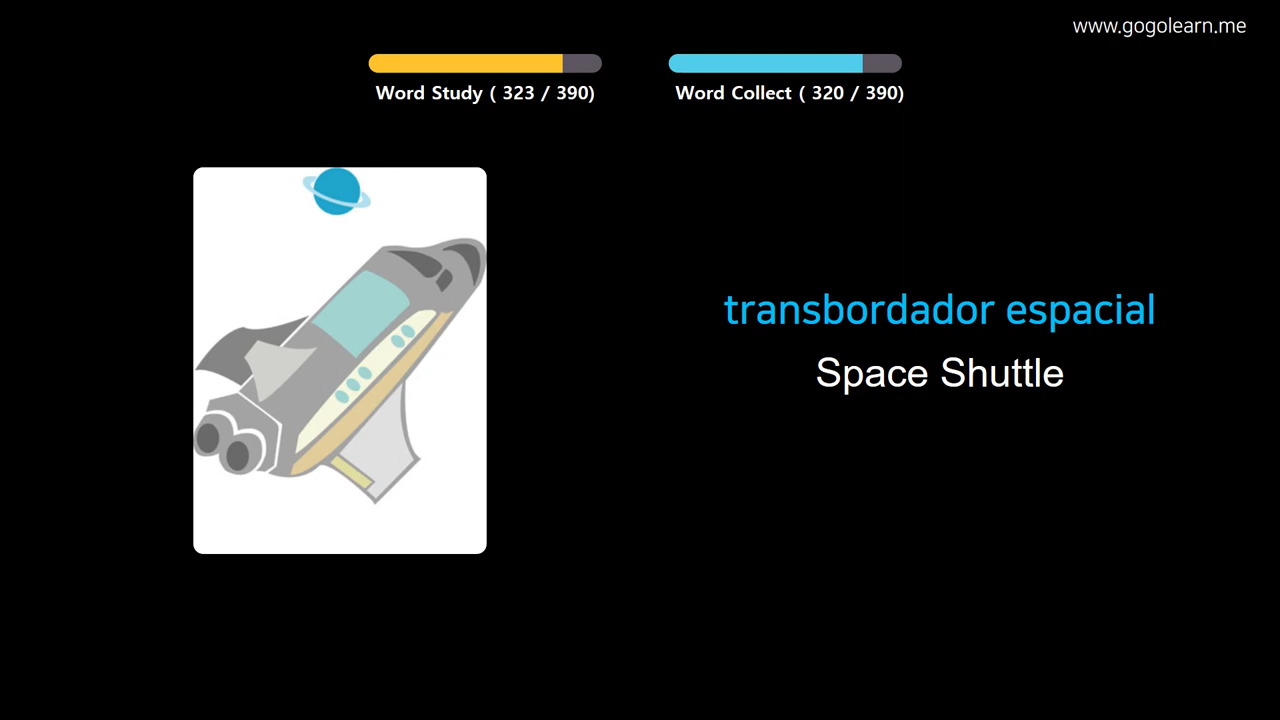 www.gogolearn.me
Word Study ( 323 / 390)
Word Collect ( 320 / 390)
transbordador espacial
Space Shuttle